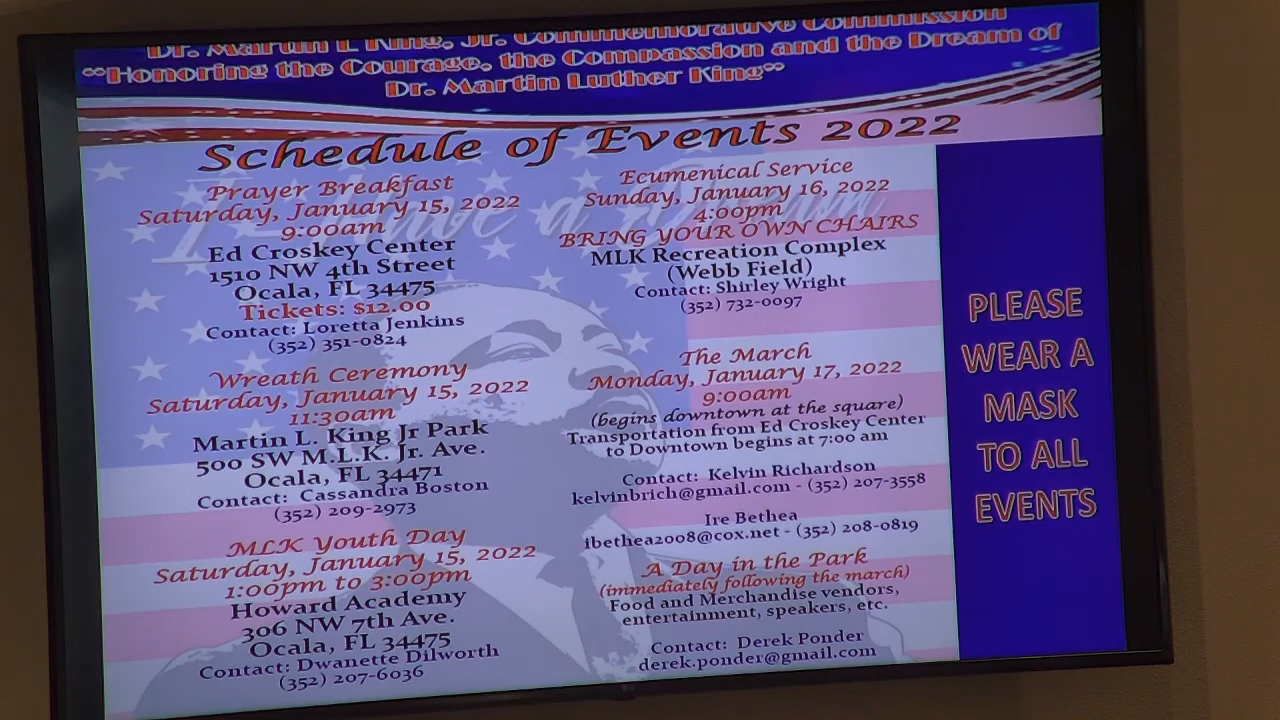 Dr. Martin L King, Jr. Commemorative Commission
"Honoring the Courage, the Compassion and the Dream of
Dr. Martin Luther King"
Schedule of Events 2022
I Have a Dream
Prayer Breakfast
Saturday, January 15, 2022
9:00am
Ed Croskey Center
1510 NW 4th Street
Ocala, FL 34475
Tickets: $12.00
Contact: Loretta Jenkins
(352) 351-0824
Wreath Ceremony
Saturday, January 15, 2022
11:30am
Martin L. King Jr Park
500 SW M.L.K. Jr. Ave.
Ocala, FL 34471
Contact: Cassandra Boston
(352) 209-2973
MLK Youth Day
Saturday, January 15, 2022
1:00pm to 3:00pm
Howard Academy
306 NW 7th Ave.
Ocala, FL 34475
Contact: Dwanette Dilworth
(352) 207-6036
Ecumenical Service
Sunday, January 16, 2022
4:00pm
BRING YOUR OWN CHAIRS
MLK Recreation Complex
(Webb Field)
Contact: Shirley Wright
(352) 732-0097
The March
Monday, January 17, 2022
9:00am
(begins downtown at the square)
Transportation from Ed Croskey Center
to Downtown begins at 7:00 am
Contact: Kelvin Richardson
kelvinbrich@gmail.com - (352) 207-3558
Ire Bethea
ibethea2008@cox.net - (352) 208-0819
A Day in the Park
(immediately following the march)
Food and Merchandise vendors,
entertainment, speakers, etc.
Contact: Derek Ponder
derek.ponder@gmail.com
PLEASE
WEAR A
MASK
TO ALL
EVENTS
LG